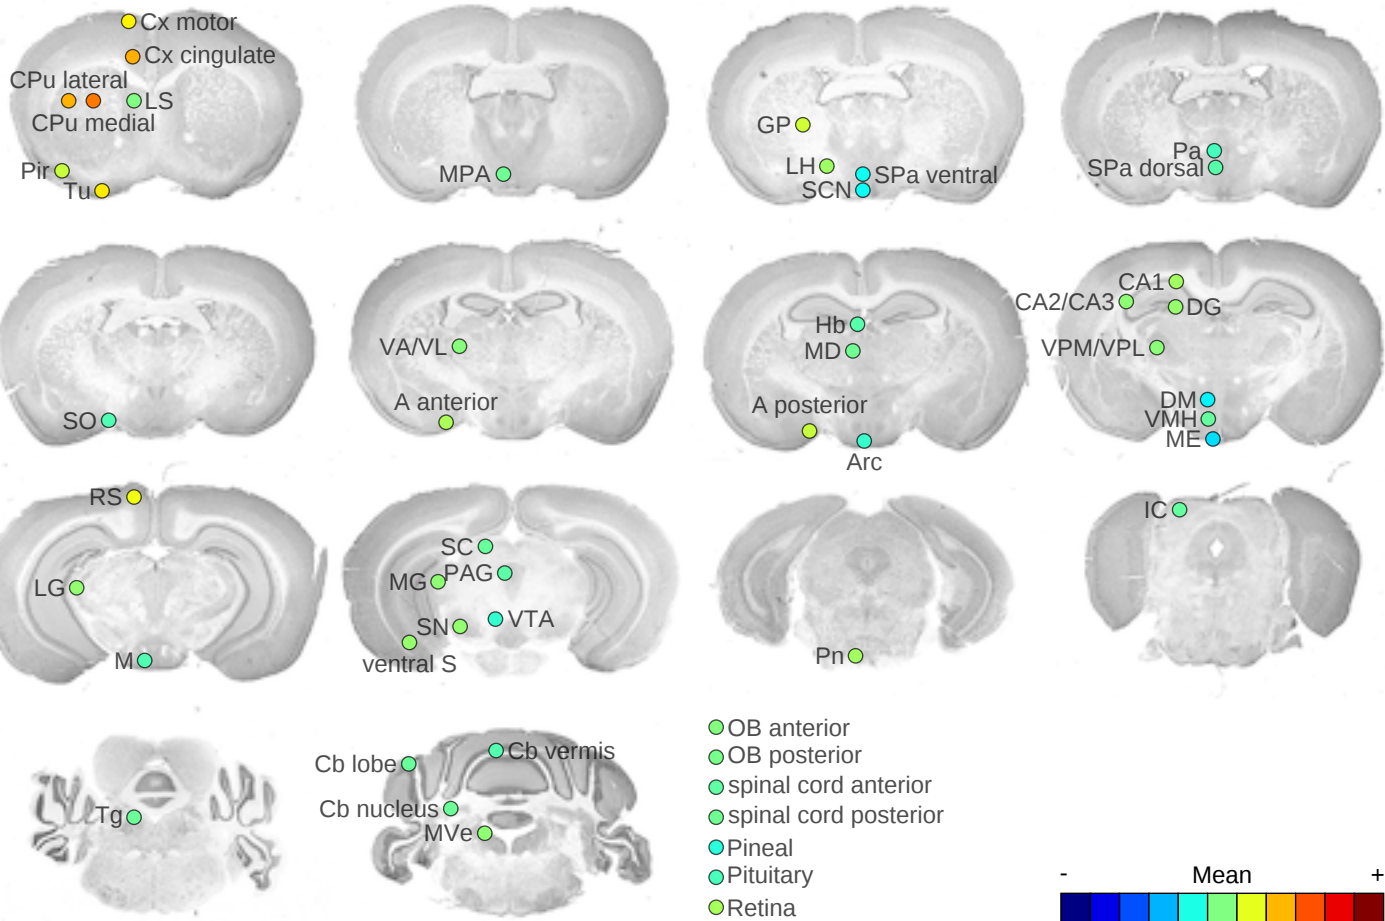 Cx motor
Cx cingulate
CPu lateral
LS
CPu medial
Pir
Tu
MPA
GP
LH
SPa ventral
SCN
Pa
SPa dorsal
SO
VA/VL
A anterior
Hb
MD
A posterior
Arc
CA1
CA2/CA3
DG
VPM/VPL
DM
VMH
ME
RS
LG
M
SC
PAG
MG
VTA
SN
ventral S
Pn
IC
Tg
Cb vermis
Cb lobe
Cb nucleus
MVe
OB anterior
OB posterior
spinal cord anterior
spinal cord posterior
Pineal
Pituitary
Retina
- Mean +